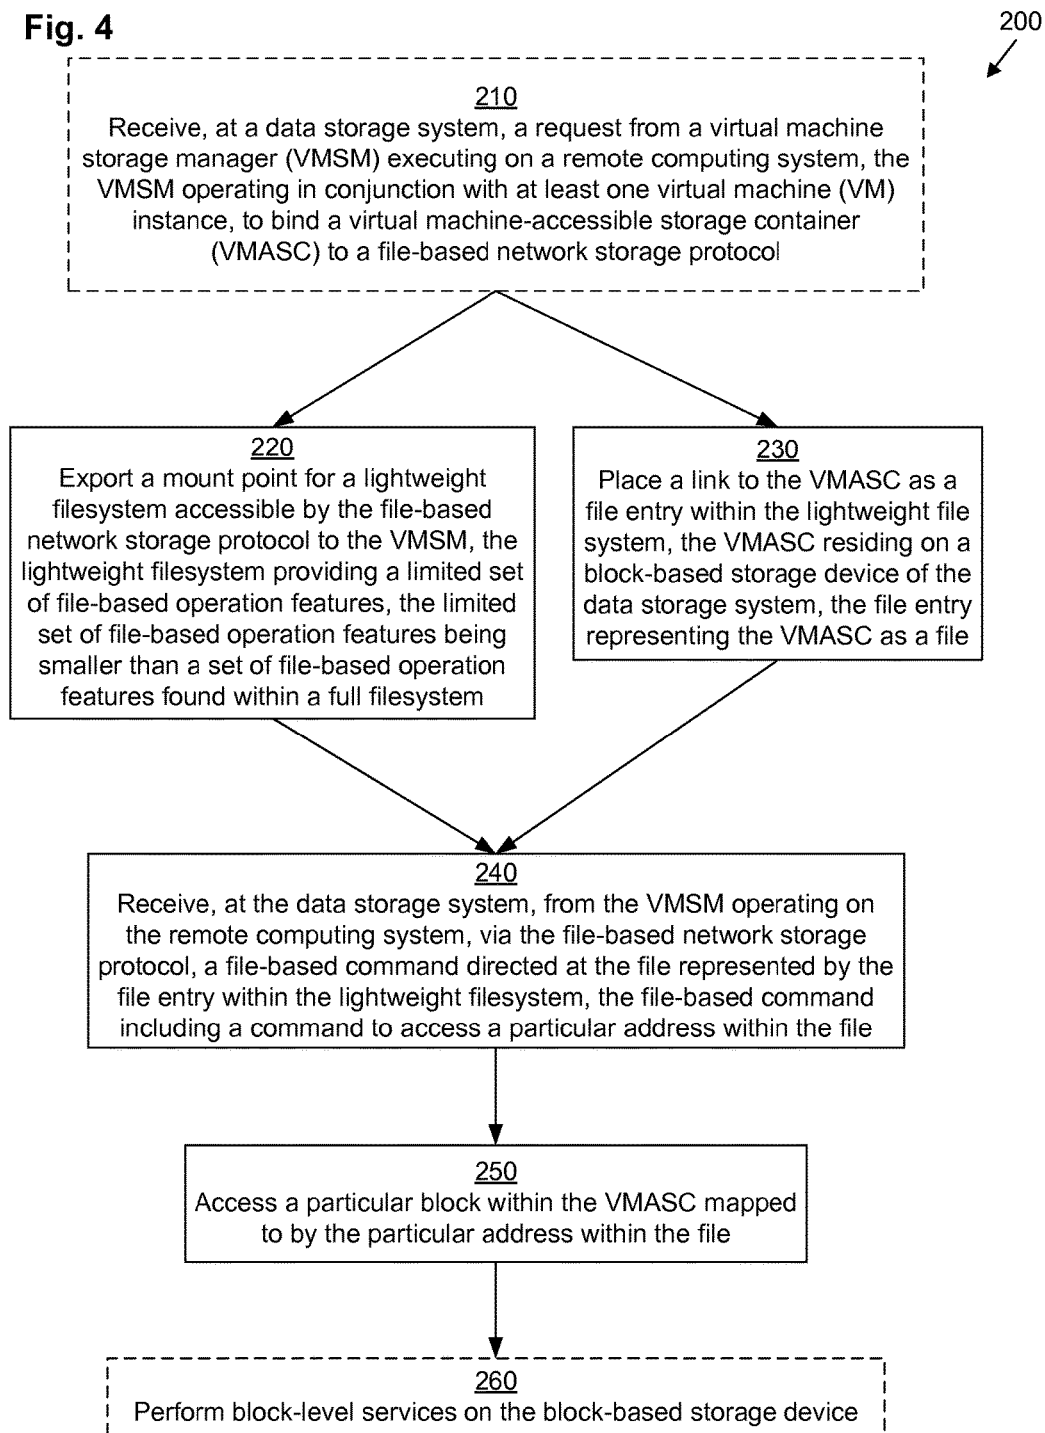 Fig. 4
200
210
Receive, at a data storage system, a request from a virtual machine
storage manager (VMSM) executing on a remote computing system, the
VMSM operating in conjunction with at least one virtual machine (VM)
instance, to bind a virtual machine-accessible storage container
(VMASC) to a file-based network storage protocol
220
Export a mount point for a lightweight
filesystem accessible by the file-based
network storage protocol to the VMSM, the
lightweight filesystem providing a limited set
of file-based operation features, the limited
set of file-based operation features being
smaller than a set of file-based operation
features found within a full filesystem
230
Place a link to the VMASC as a
file entry within the lightweight file
system, the VMASC residing on a
block-based storage device of the
data storage system, the file entry
representing the VMASC as a file
240
Receive, at the data storage system, from the VMSM operating on
the remote computing system, via the file-based network storage
protocol, a file-based command directed at the file represented by the
file entry within the lightweight filesystem, the file-based command
including a command to access a particular address within the file
250
Access a particular block within the VMASC mapped
to by the particular address within the file
260
Perform block-level services on the block-based storage device